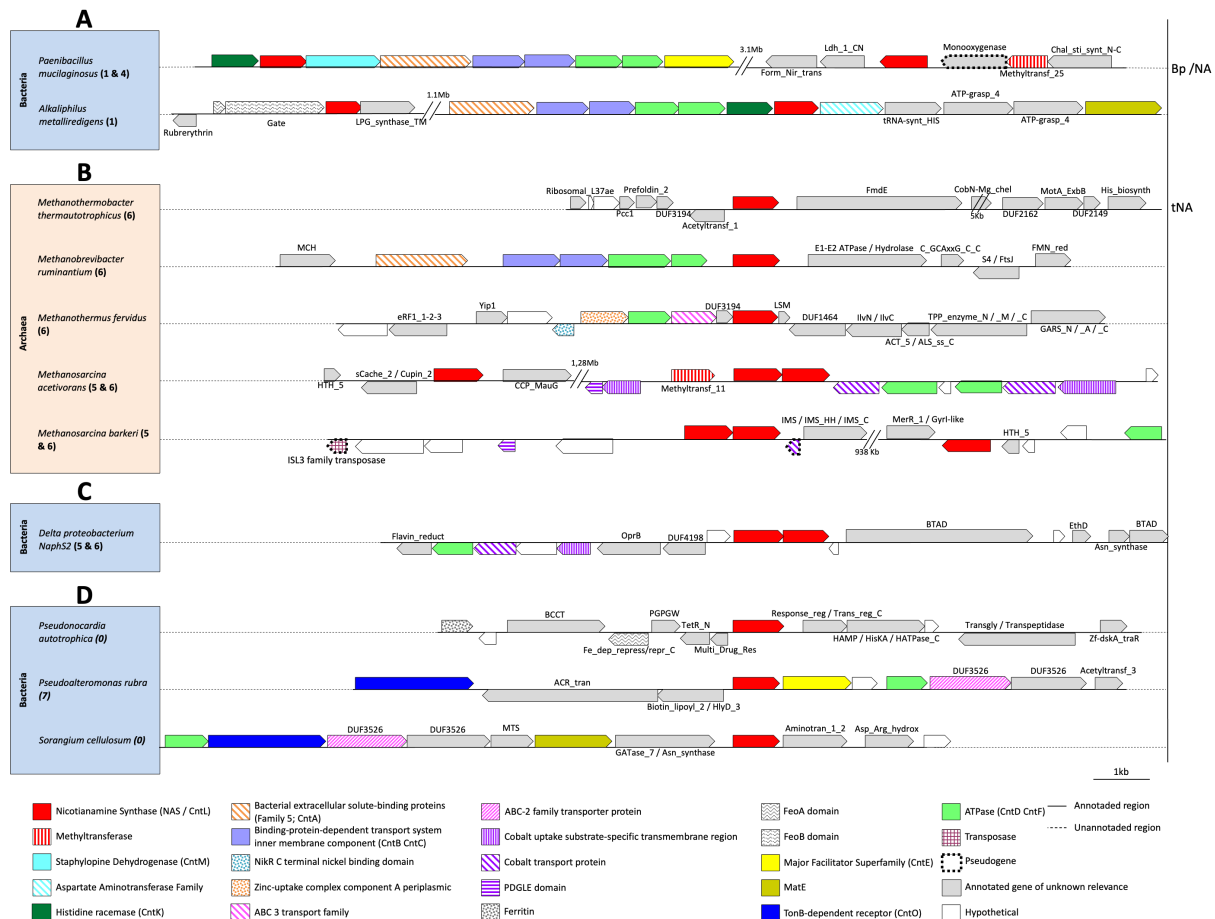 A
Bacteria
Paenibacillus
mucilaginosus (1 & 4)
3.1Mb
Ldh_1_CN
Form_Nir_trans
Monooxygenase
Chal_sti_synt_N-C
Methyltransf_25
Bp /NA
Alkaliphilus
metalliredigens (1)
Rubrerythrin
Gate
LPG_synthase_TM
1.1Mb
ATP-grasp_4
tRNA-synt_HIS
ATP-grasp_4
B
Archaea
Methanothermobacter
thermautotrophicus (6)
Ribosomal_L37ae
Prefoldin_2
Pcc1
DUF3194
Acetyltransf_1
FmdE
CobN-Mg_chel
5Kb
MotA_ExbB
His_biosynth
DUF2162
DUF2149
tNA
Methanobrevibacter
ruminantium (6)
MCH
E1-E2 ATPase / Hydrolase
C_GCAxxG_C_C
S4 / FtsJ
FMN_red
Methanothermus fervidus
(6)
eRF1_1-2-3
Yip1
DUF3194
LSM
DUF1464
IlvN / IlvC
ACT_5 / ALS_ss_C
TPP_enzyme_N / _M / _C
GARS_N / _A / _C
Methanosarcina
acetivorans (5 & 6)
HTH_5
sCache_2 / Cupin_2
CCP_MauG
1,28Mb
Methyltransf_11
Methanosarcina barkeri (5
& 6)
ISL3 family transposase
IMS / IMS_HH / IMS_C
938 Kb
MerR_1 / GyrI-like
HTH_5
C
Bacteria
Delta proteobacterium
NaphS2 (5 & 6)
Flavin_reduct
OprB
DUF4198
BTAD
EthD
Asn_synthase
BTAD
D
Bacteria
Pseudonocardia
autotrophica (0)
BCCT
Fe_dep_repress/repr_C
PGPGW
TetR_N
Multi_Drug_Res
Response_reg / Trans_reg_C
HAMP / HisKA / HATPase_C
Transgly / Transpeptidase
Zf-dskA_traR
Pseudoalteromonas rubra
(7)
ACR_tran
Biotin_lipoyl_2 / HlyD_3
DUF3526
DUF3526
Acetyltransf_3
Sorangium cellulosum (0)
DUF3526
DUF3526
MTS
GATase_7 / Asn_synthase
Aminotran_1_2
Asp_Arg_hydrox
1kb
Nicotianamine Synthase (NAS / CntL)
Methyltransferase
Staphylopine Dehydrogenase (CntM)
Aspartate Aminotransferase Family
Histidine racemase (CntK)
Bacterial extracellular solute-binding proteins
(Family 5; CntA)
Binding-protein-dependent transport system
inner membrane component (CntB CntC)
NikR C terminal nickel binding domain
Zinc-uptake complex component A periplasmic
ABC 3 transport family
ABC-2 family transporter protein
Cobalt uptake substrate-specific transmembrane region
Cobalt transport protein
PDGLE domain
Ferritin
FeoA domain
FeoB domain
Major Facilitator Superfamily (CntE)
MatE
TonB-dependent receptor (CntO)
ATPase (CntD CntF)
Transposase
Pseudogene
Annotated gene of unknown relevance
Hypothetical
Annotaded region
Unannotaded region